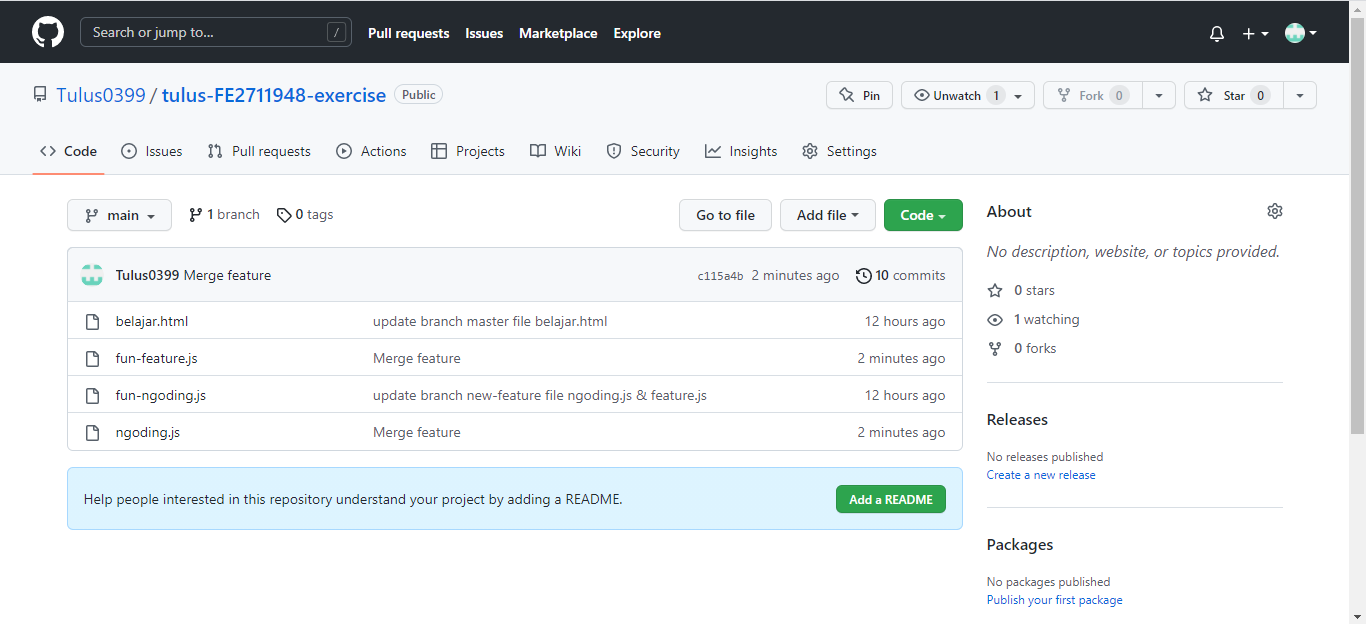 Search or jump to... /
Pull requests Issues Marketplace Explore
Tulus0399 / tulus-FE2711948-exercise Public
Pin Unwatch 1 Fork 0 Star 0
Code Issues Pull requests Actions Projects Wiki Security Insights Settings
main 1 branch 0 tags Go to file Add file Code
Tulus0399 Merge feature c115a4b 2 minutes ago 10 commits
belajar.html update branch master file belajar.html 12 hours ago
fun-feature.js Merge feature 2 minutes ago
fun-ngoding.js update branch new-feature file ngoding.js & feature.js 12 hours ago
ngoding.js Merge feature 2 minutes ago
Help people interested in this repository understand your project by adding a README. Add a README
About
No description, website, or topics provided.
0 stars
1 watching
0 forks
Releases
No releases published
Create a new release
Packages
No packages published
Publish your first package